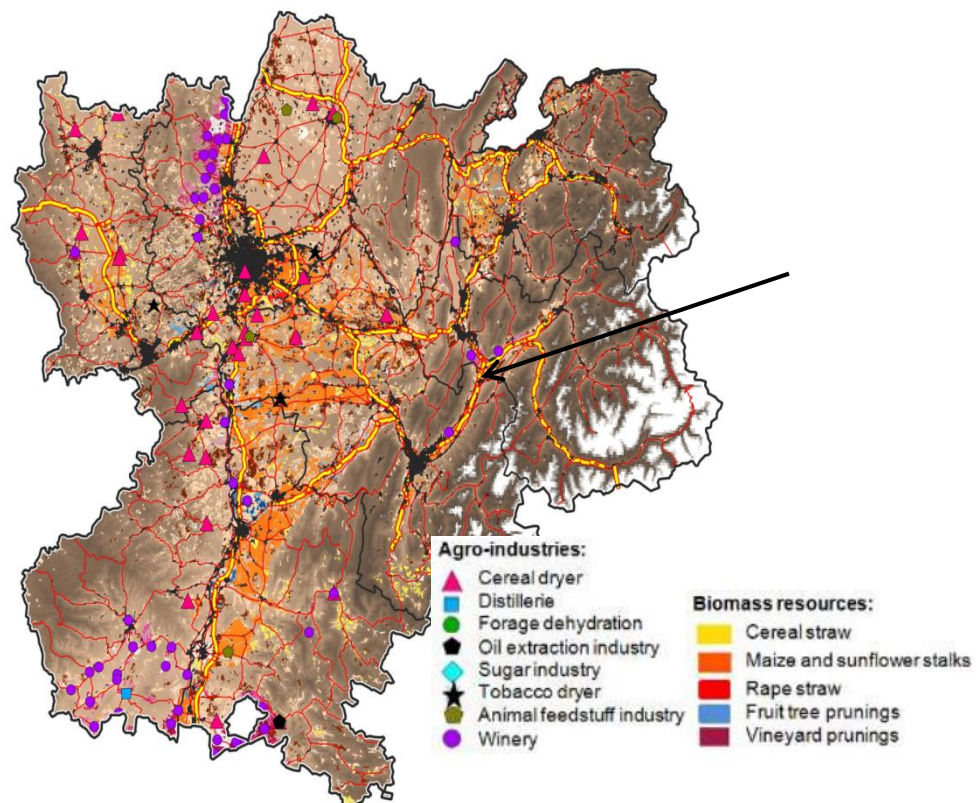 Agro-industries:
Cereal dryer
Distillerie
Forage dehydration
Oil extraction industry
Sugar industry
Tobacco dryer
Animal feedstuff industry
Winery
Biomass resources:
Cereal straw
Maize and sunflower stalks
Rape straw
Fruit tree prunings
Vineyard prunings